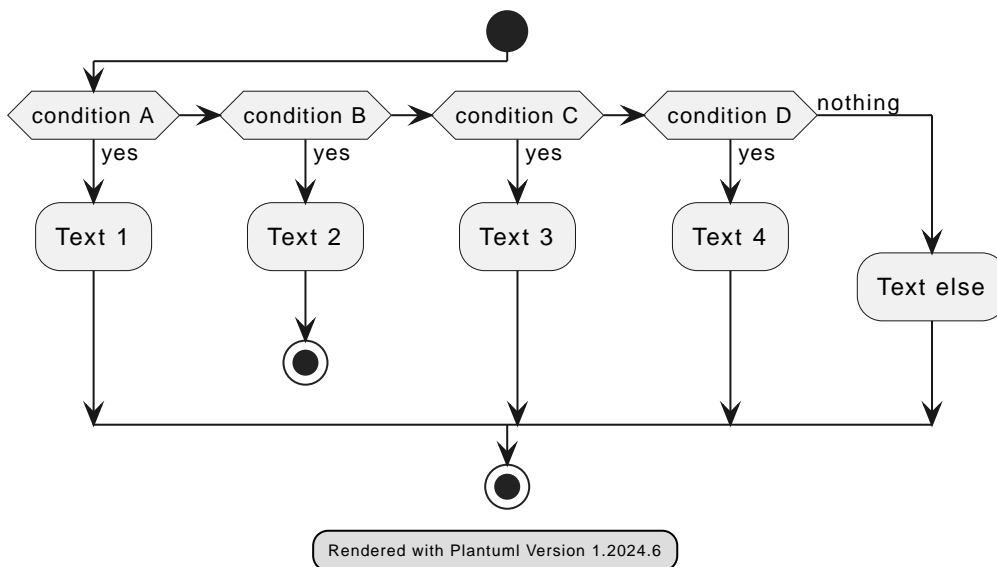 condition A
condition B
condition C
condition D
nothing
yes
yes
yes
yes
Text 1
Text 2
Text 3
Text 4
Text else
Rendered with Plantuml Version 1.2024.6